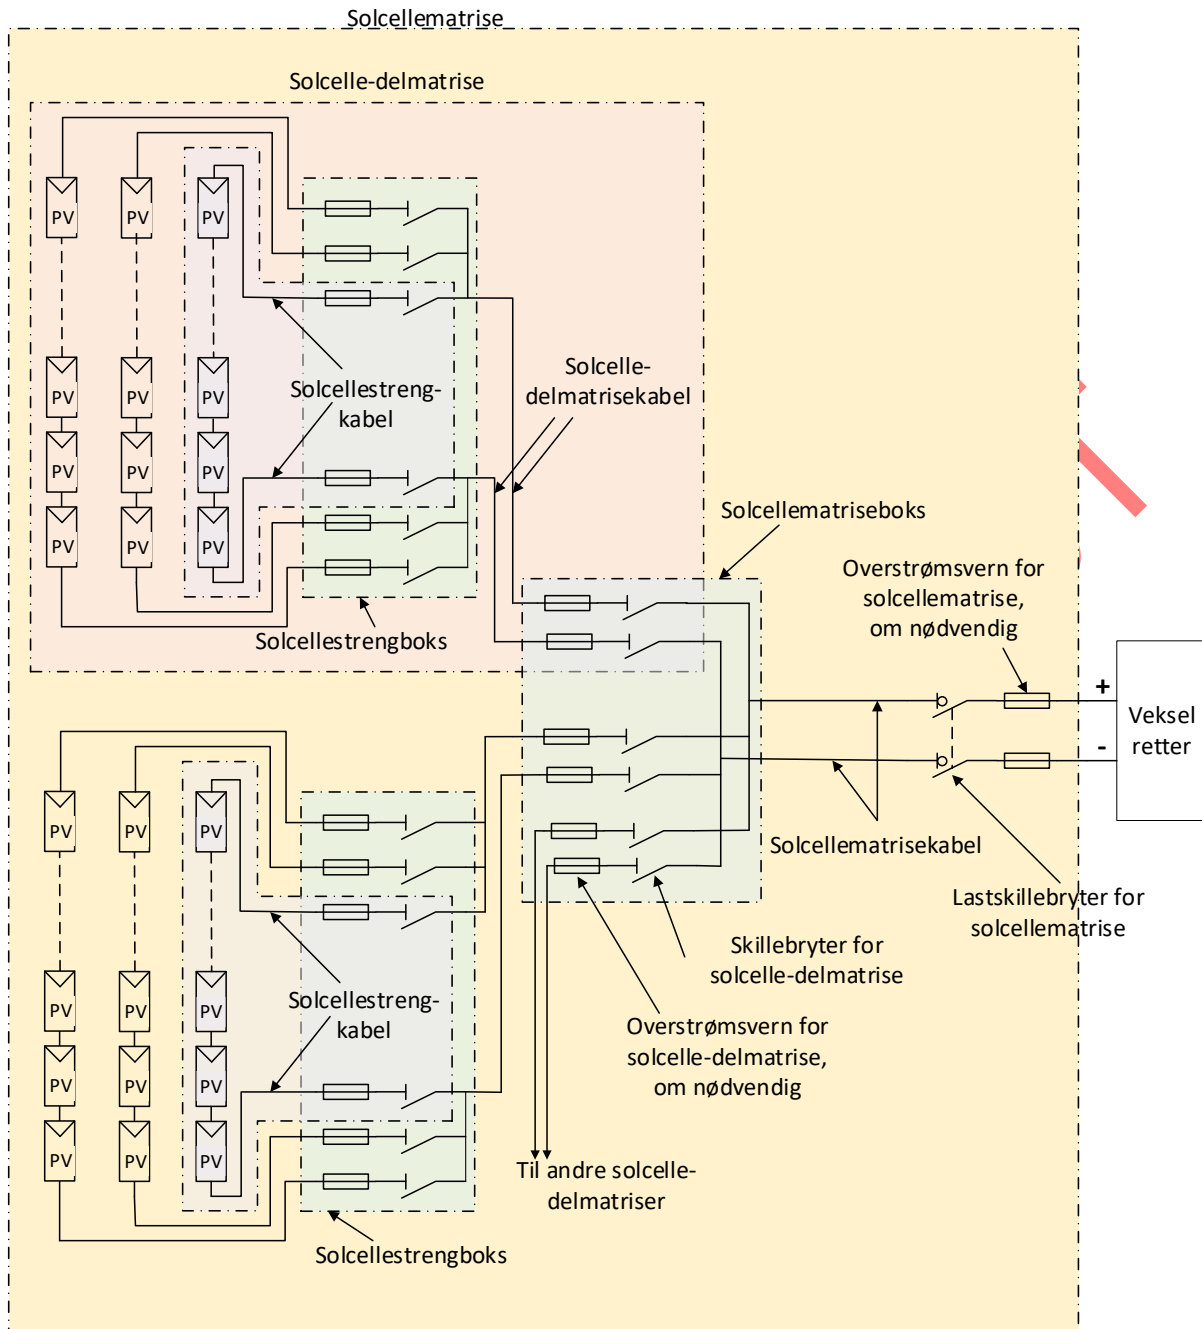 Solcellematrise
Solcelle-delmatrise
PV
PV
PV
PV
PV
PV
PV
PV
PV
PV
PV
PV
Solcellestreng-
kabel
Solcelle-
delmatrisekabel
Solcellestrengboks
Solcellematriseboks
Overstrømsvern for
solcellematrise,
om nødvendig
+
-
Veksel
retter
Solcellematrisekabel
Lastskillebryter for
solcellematrise
Skillebryter for
solcelle-delmatrise
Overstrømsvern for
solcelle-delmatrise,
om nødvendig
Til andre solcelle-
delmatriser
PV
PV
PV
PV
PV
PV
PV
PV
PV
PV
PV
PV
Solcellestreng-
kabel
Solcellestrengboks